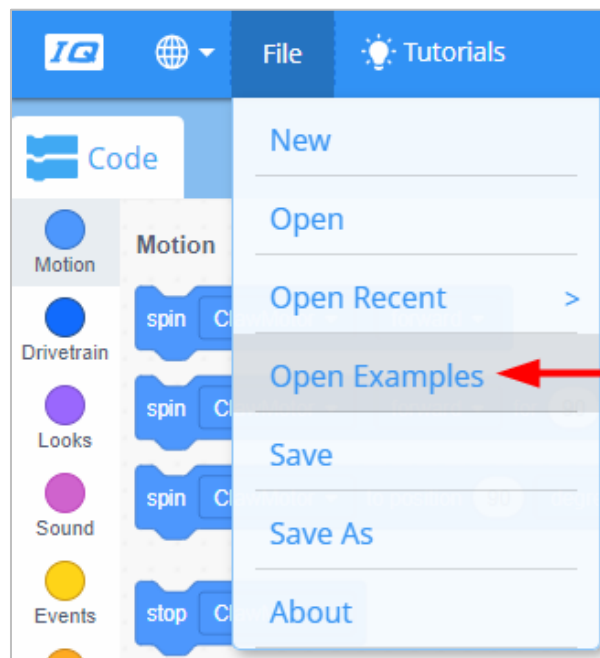 IQ File Tutorials
Code
New
Open
Open Recent >
Open Examples
Save
Save As
About
Motion
Drivetrain
Looks
Sound
Events
Motion
spin
spin
spin 90
stop